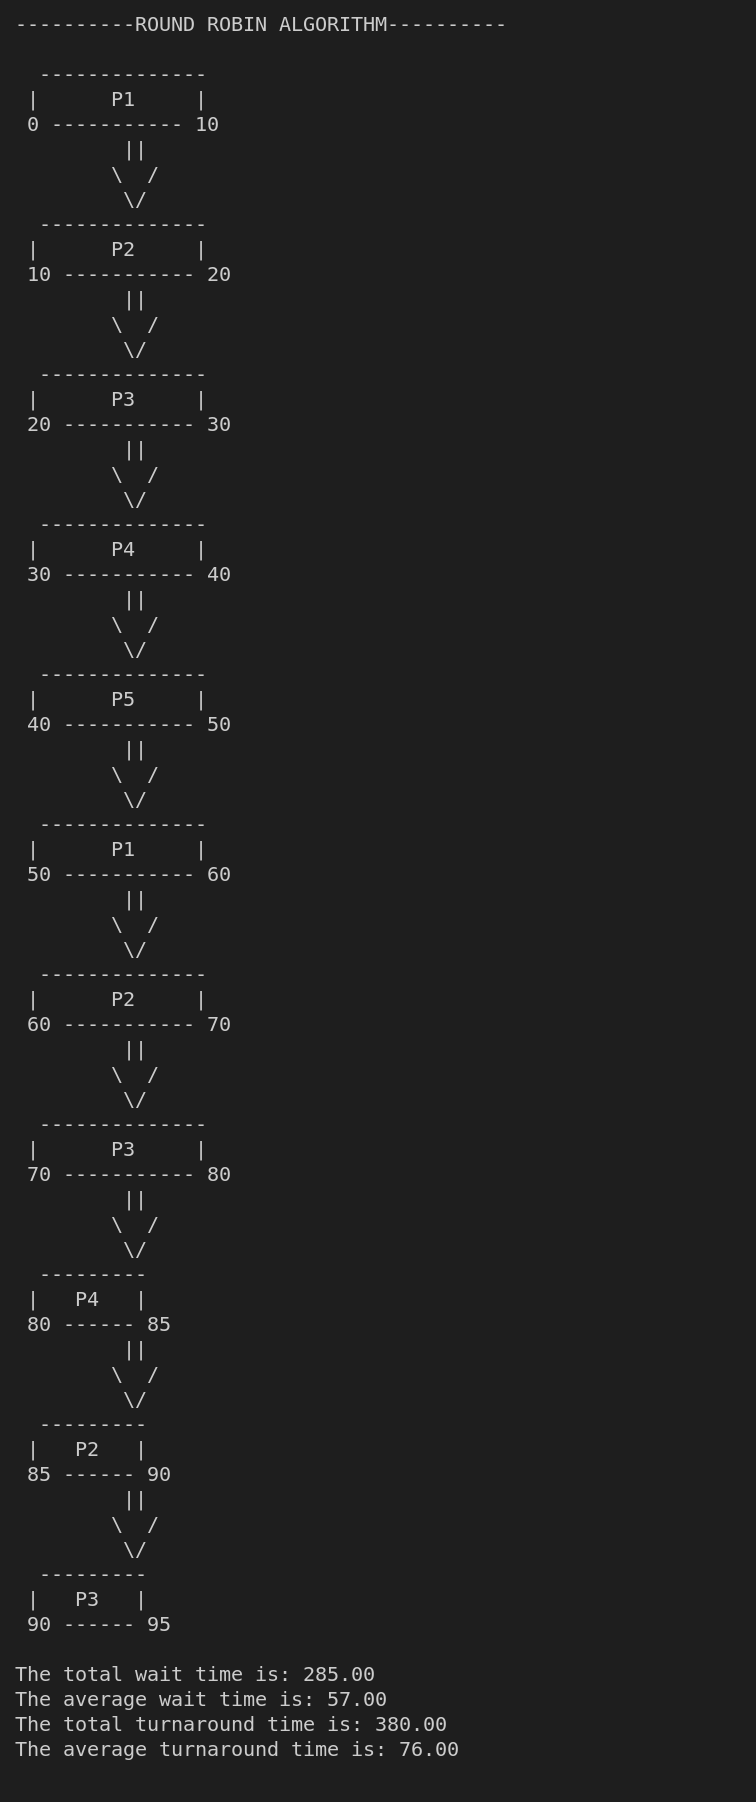 ----------ROUND ROBIN ALGORITHM----------

  --------------
 |      P1     |
 0 ----------- 10
         ||
        \  /
         \/
  --------------
 |      P2     |
 10 ----------- 20
         ||
        \  /
         \/
  --------------
 |      P3     |
 20 ----------- 30
         ||
        \  /
         \/
  --------------
 |      P4     |
 30 ----------- 40
         ||
        \  /
         \/
  --------------
 |      P5     |
 40 ----------- 50
         ||
        \  /
         \/
  --------------
 |      P1     |
 50 ----------- 60
         ||
        \  /
         \/
  --------------
 |      P2     |
 60 ----------- 70
         ||
        \  /
         \/
  --------------
 |      P3     |
 70 ----------- 80
         ||
        \  /
         \/
  ---------
 |   P4   |
 80 ------ 85
         ||
        \  /
         \/
  ---------
 |   P2   |
 85 ------ 90
         ||
        \  /
         \/
  ---------
 |   P3   |
 90 ------ 95

The total wait time is: 285.00
The average wait time is: 57.00
The total turnaround time is: 380.00
The average turnaround time is: 76.00